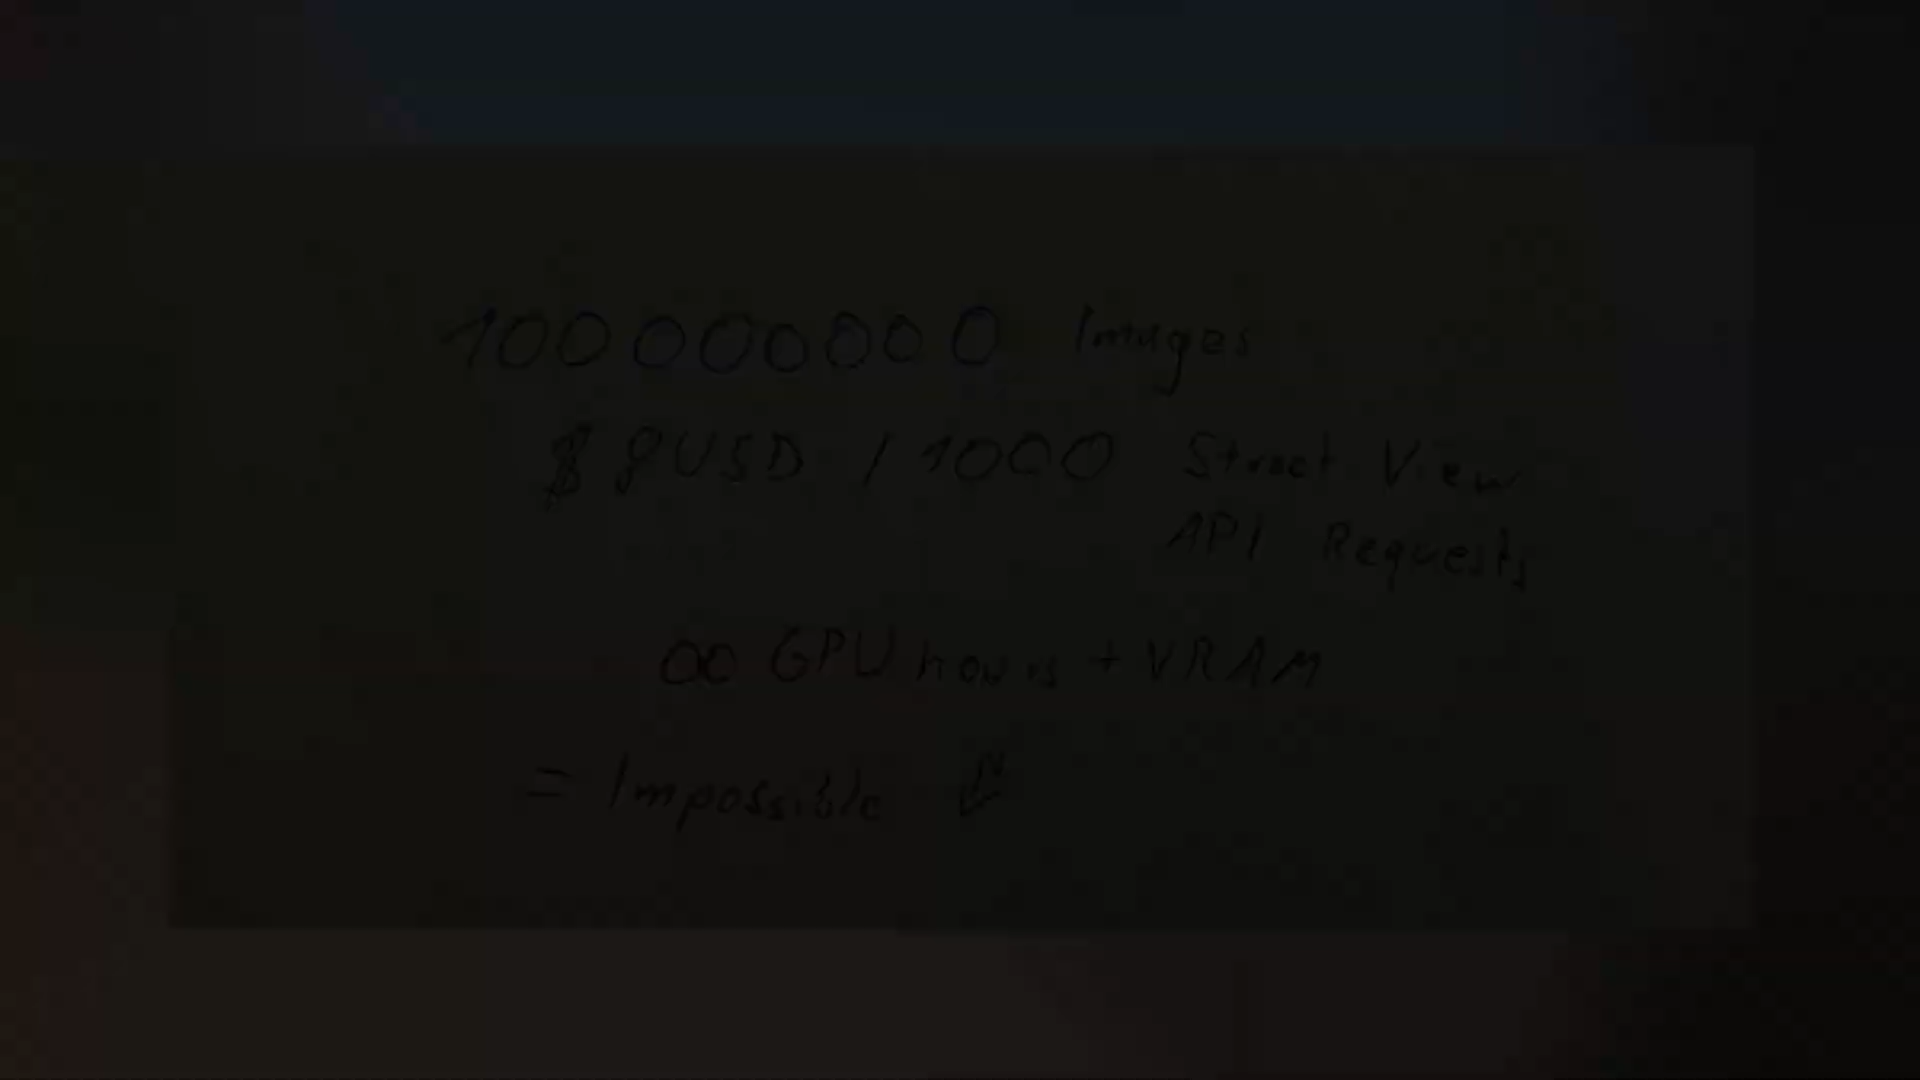 100000000 Images
$ 8USD / 1000 Street View
API Requests
∞ GPU hours + VRAM
= Impossible